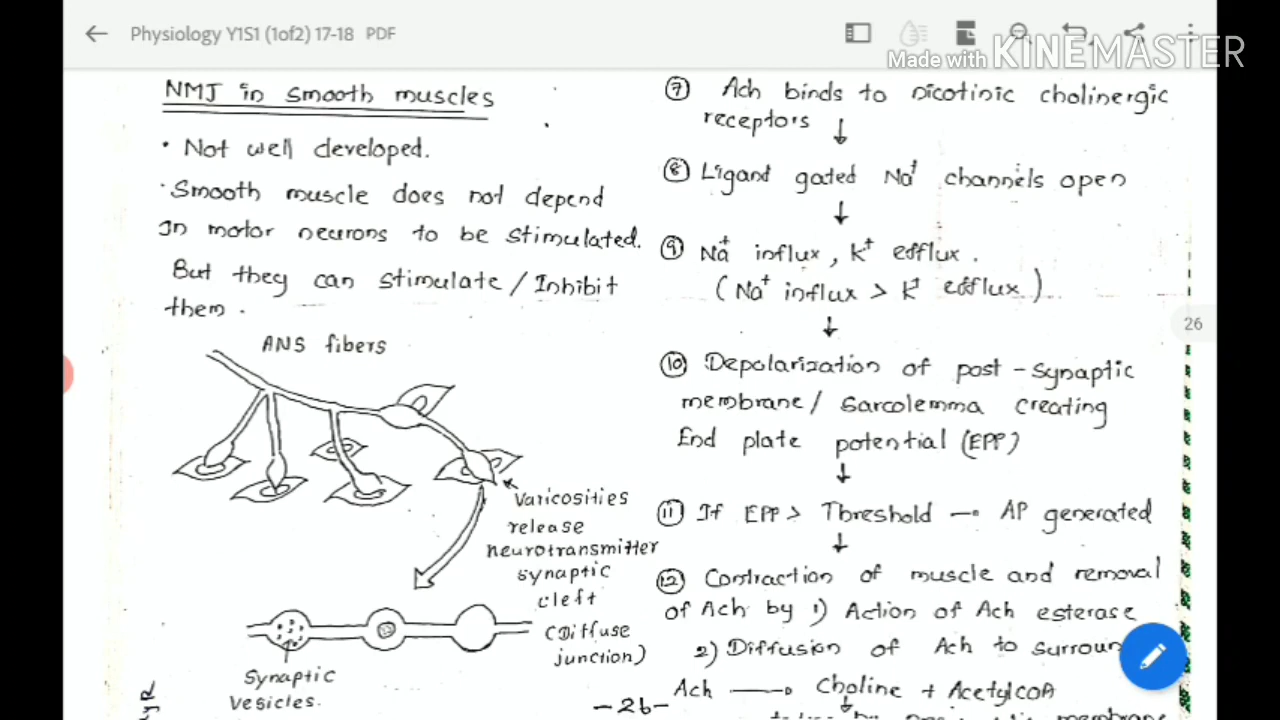 Physiology Y1S1 (1of2) 17-18 PDF
Made with KINEMASTER
NMJ in smooth muscles
• Not well developed.
• Smooth muscle does not depend
In motor neurons to be stimulated.
But they can stimulate / Inhibit
them.
ANS fibers
Varicosities
release
neurotransmitter
synaptic
cleft
(Diffuse
junction)
Synaptic
vesicles.
-26-
⑦ Ach binds to nicotinic cholinergic
receptors ↓
⑧ Ligand gated Na+ channels open
↓
⑨ Na+ influx, K+ efflux.
(Na+ influx > K+ efflux)
↓
⑩ Depolarization of post-synaptic
membrane/ Sarcolemma creating
End plate potential (EPP)
↓
⑪ If EPP > Threshold → AP generated
↓
⑫ Contraction of muscle and removal
of Ach by 1) Action of Ach esterase
2) Diffusion of Ach to
Ach → Choline + AcetylCoA
26